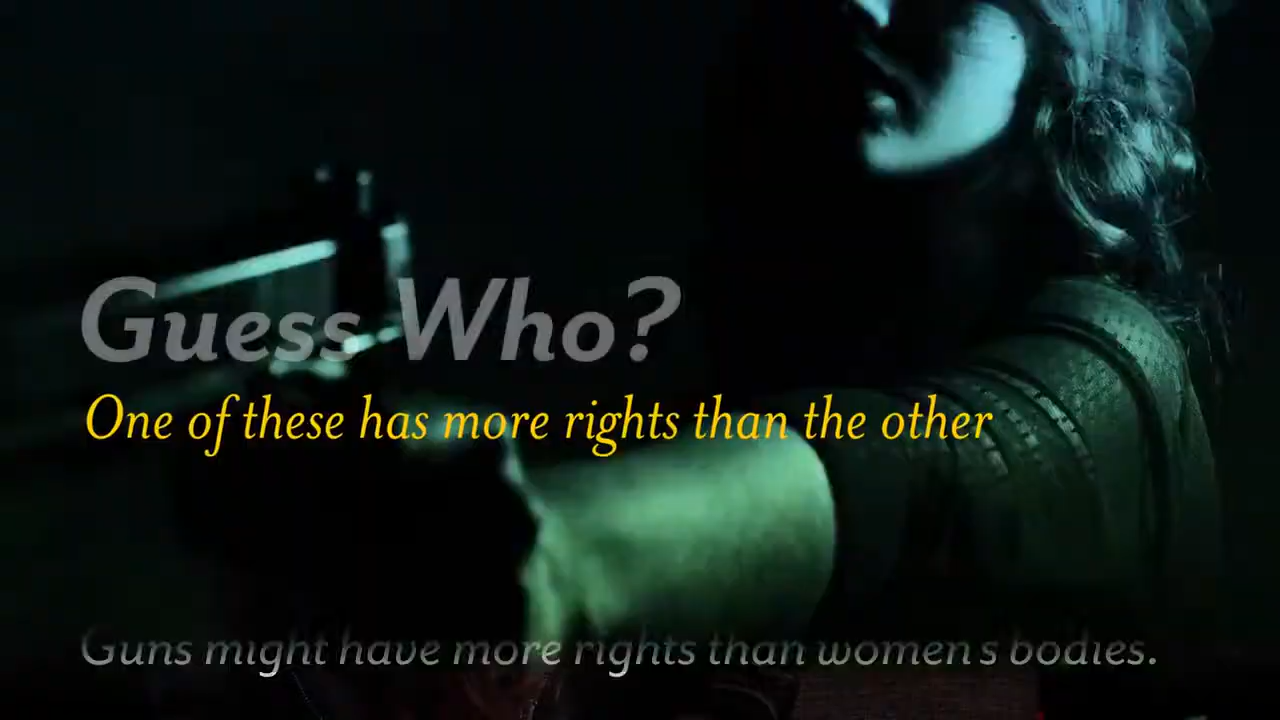 Guess Who?
One of these has more rights than the other
Guns might have more rights than women's bodies.